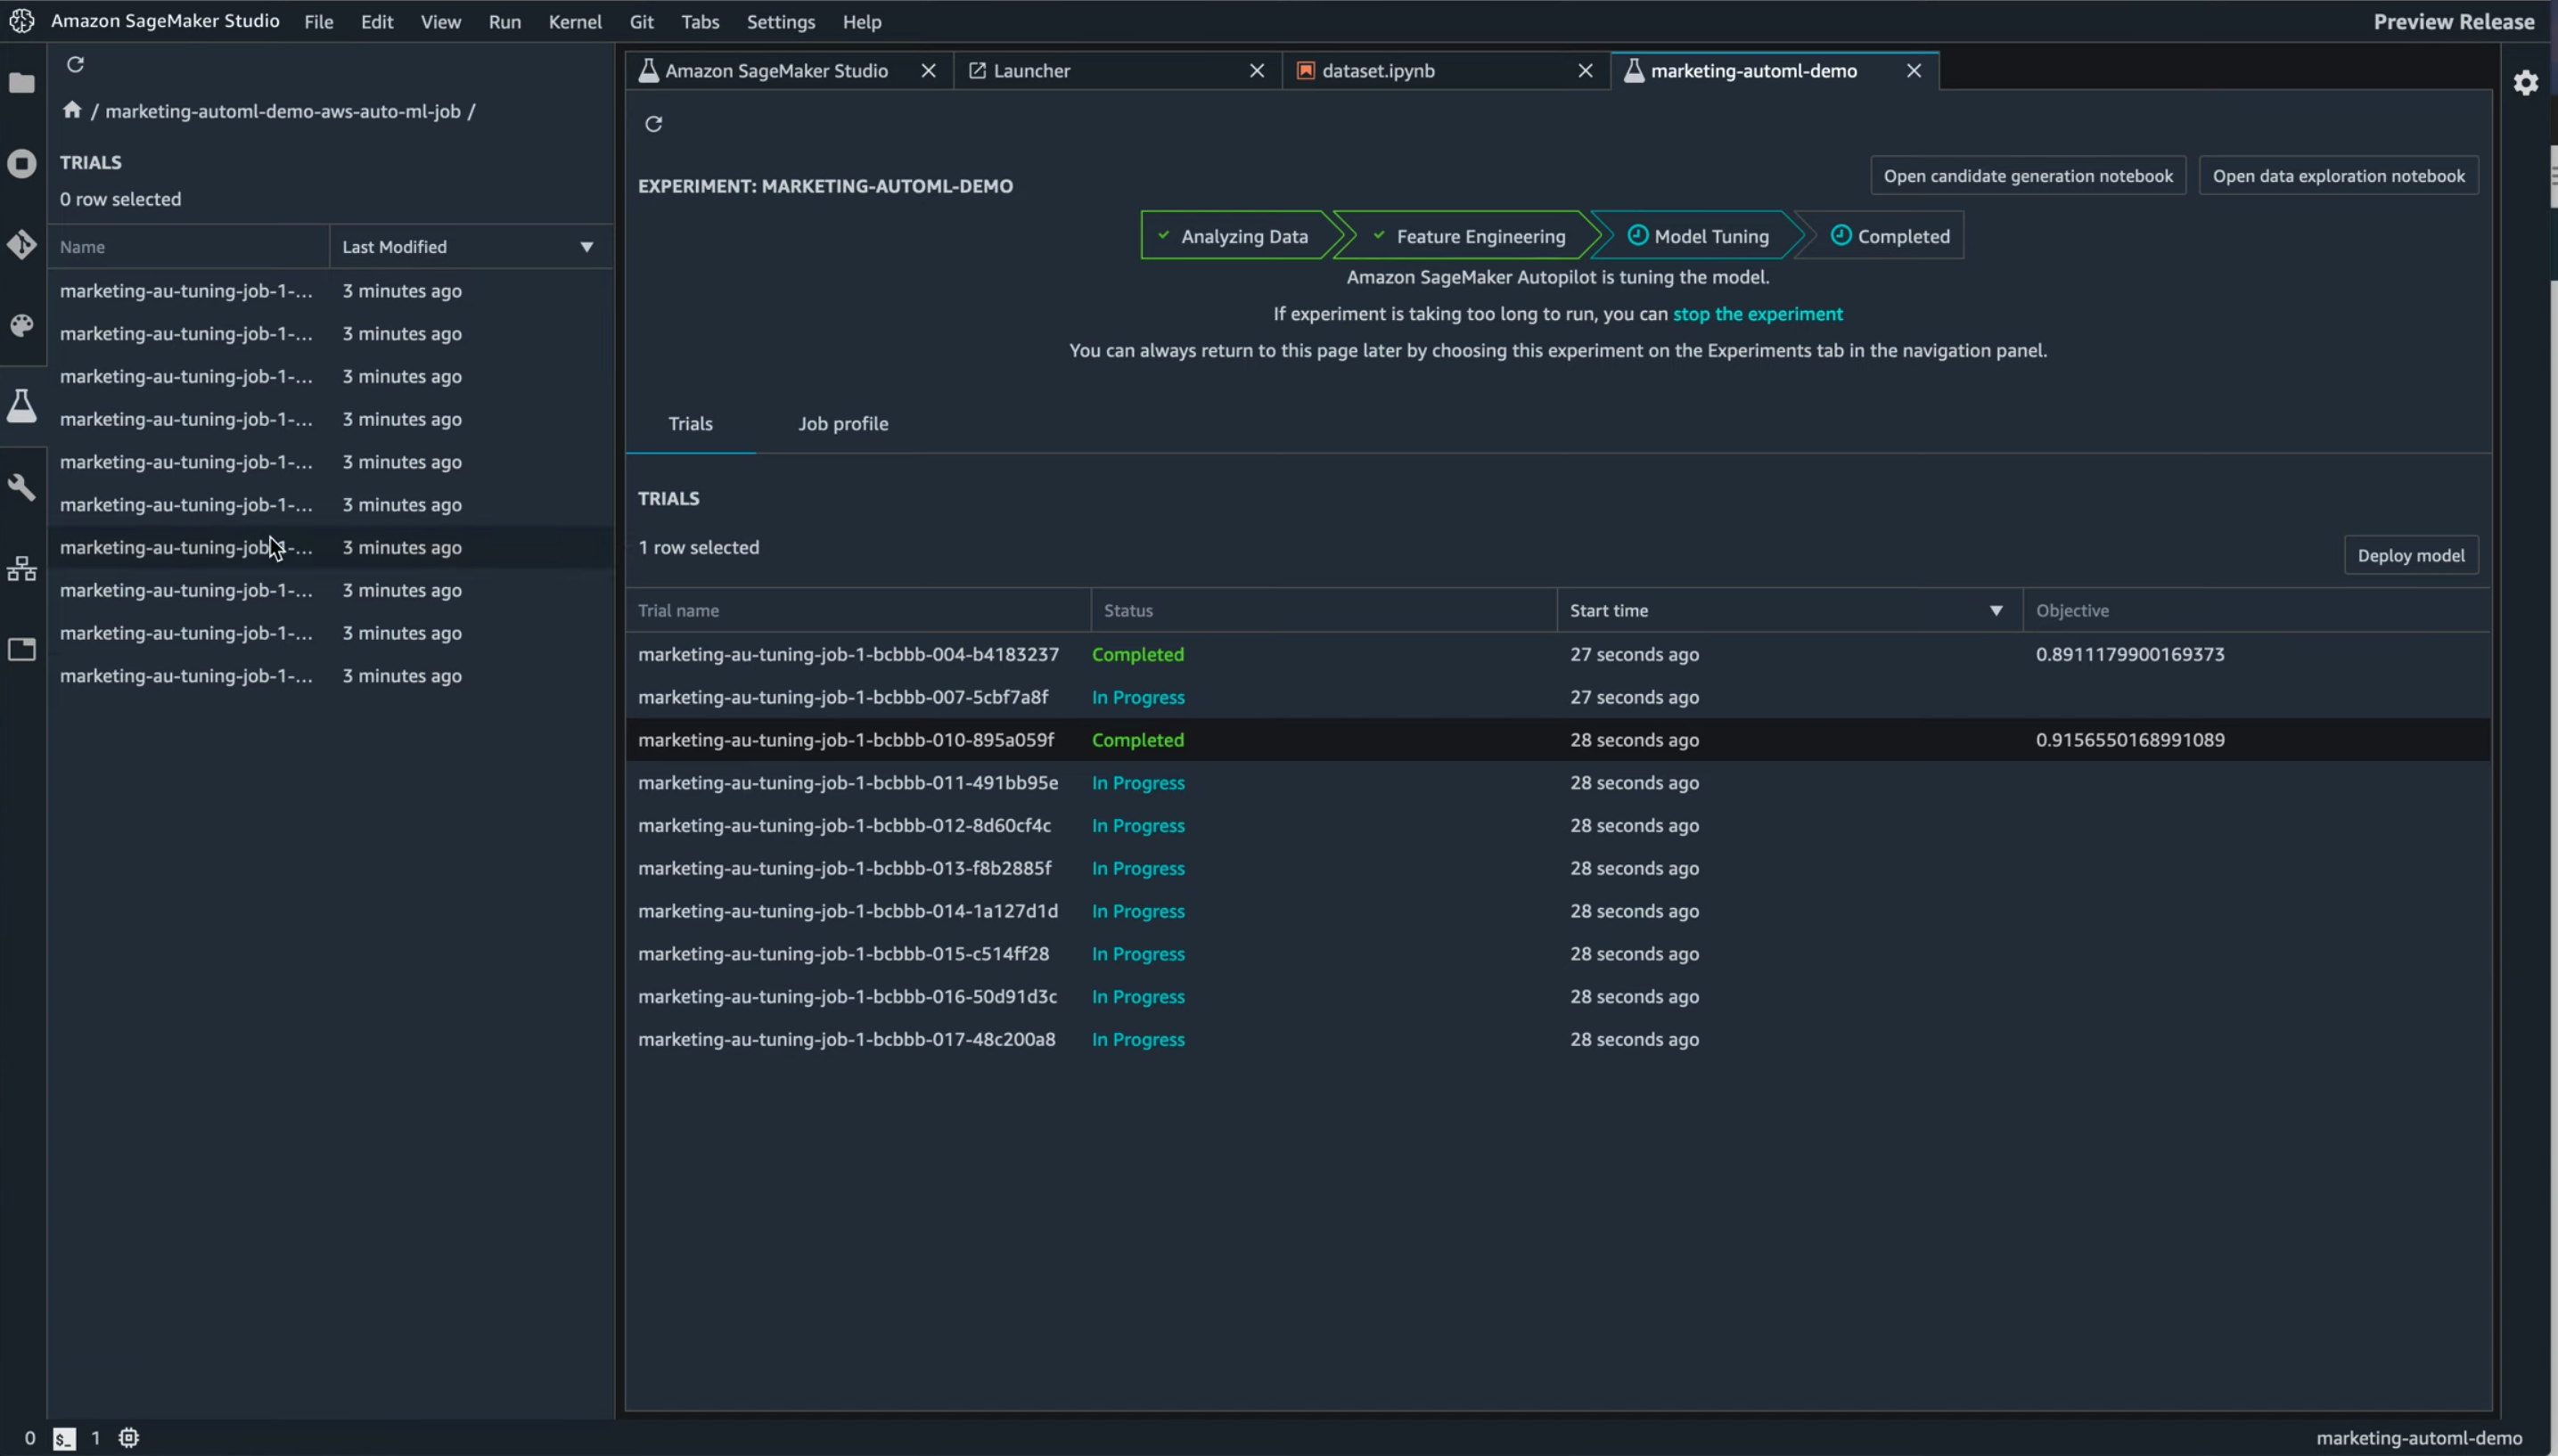 Amazon SageMaker Studio File Edit View Run Kernel Git Tabs Settings Help Preview Release
Amazon SageMaker Studio Launcher dataset.ipynb marketing-automl-demo
/ marketing-automl-demo-aws-auto-ml-job /
TRIALS
0 row selected
Name Last Modified
marketing-au-tuning-job-1-... 3 minutes ago
marketing-au-tuning-job-1-... 3 minutes ago
marketing-au-tuning-job-1-... 3 minutes ago
marketing-au-tuning-job-1-... 3 minutes ago
marketing-au-tuning-job-1-... 3 minutes ago
marketing-au-tuning-job-1-... 3 minutes ago
marketing-au-tuning-job-1-... 3 minutes ago
marketing-au-tuning-job-1-... 3 minutes ago
marketing-au-tuning-job-1-... 3 minutes ago
marketing-au-tuning-job-1-... 3 minutes ago
EXPERIMENT: MARKETING-AUTOML-DEMO
Open candidate generation notebook Open data exploration notebook
Analyzing Data Feature Engineering Model Tuning Completed
Amazon SageMaker Autopilot is tuning the model.
If experiment is taking too long to run, you can stop the experiment
You can always return to this page later by choosing this experiment on the Experiments tab in the navigation panel.
Trials Job profile
TRIALS
1 row selected
Deploy model
Trial name Status Start time Objective
marketing-au-tuning-job-1-bcbbb-004-b4183237 Completed 27 seconds ago 0.8911179900169373
marketing-au-tuning-job-1-bcbbb-007-5cbf7a8f In Progress 27 seconds ago
marketing-au-tuning-job-1-bcbbb-010-895a059f Completed 28 seconds ago 0.9156550168991089
marketing-au-tuning-job-1-bcbbb-011-491bb95e In Progress 28 seconds ago
marketing-au-tuning-job-1-bcbbb-012-8d60cf4c In Progress 28 seconds ago
marketing-au-tuning-job-1-bcbbb-013-f8b2885f In Progress 28 seconds ago
marketing-au-tuning-job-1-bcbbb-014-1a127d1d In Progress 28 seconds ago
marketing-au-tuning-job-1-bcbbb-015-c514ff28 In Progress 28 seconds ago
marketing-au-tuning-job-1-bcbbb-016-50d91d3c In Progress 28 seconds ago
marketing-au-tuning-job-1-bcbbb-017-48c200a8 In Progress 28 seconds ago
0 $_ 1 marketing-automl-demo